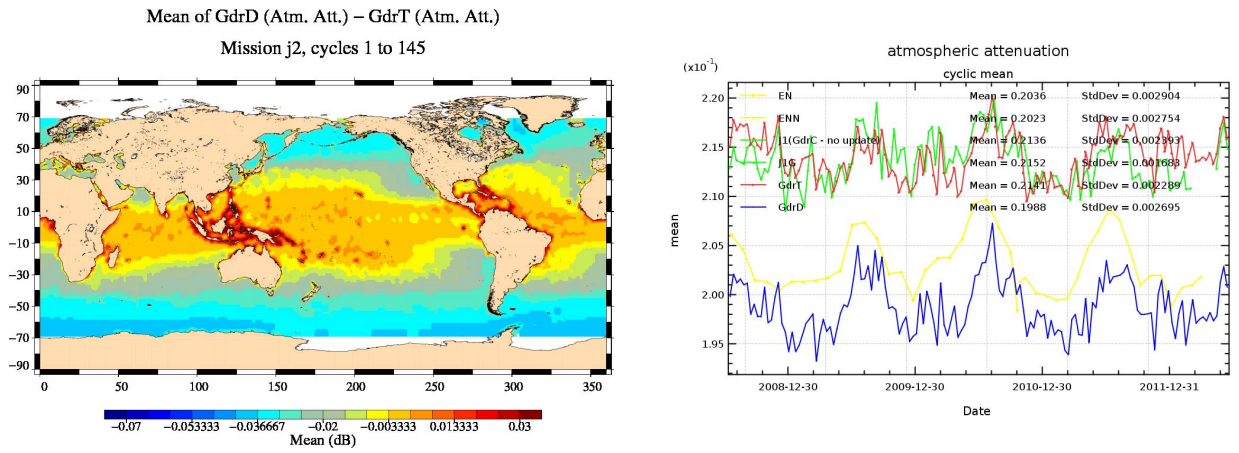 Mean of GdrD (Atm. Att.) − GdrT (Atm. Att.)
Mission j2, cycles 1 to 145
90
70
50
30
10
−10
−30
−50
−70
−90
0 50 100 150 200 250 300 350
−0.07 −0.053333 −0.036667 −0.02 −0.003333 0.013333 0.03
Mean (dB)
atmospheric attenuation
(x10⁻¹)
cyclic mean
EN Mean = 0.2036 StdDev = 0.002904
ENN Mean = 0.2023 StdDev = 0.002754
J1(GdrC - no update) Mean = 0.2136 StdDev = 0.002393
J1G Mean = 0.2152 StdDev = 0.001683
GdrT Mean = 0.2141 StdDev = 0.002289
GdrD Mean = 0.1988 StdDev = 0.002695
2.20
2.15
2.10
2.05
2.00
1.95
mean
2008-12-30 2009-12-30 2010-12-30 2011-12-31
Date